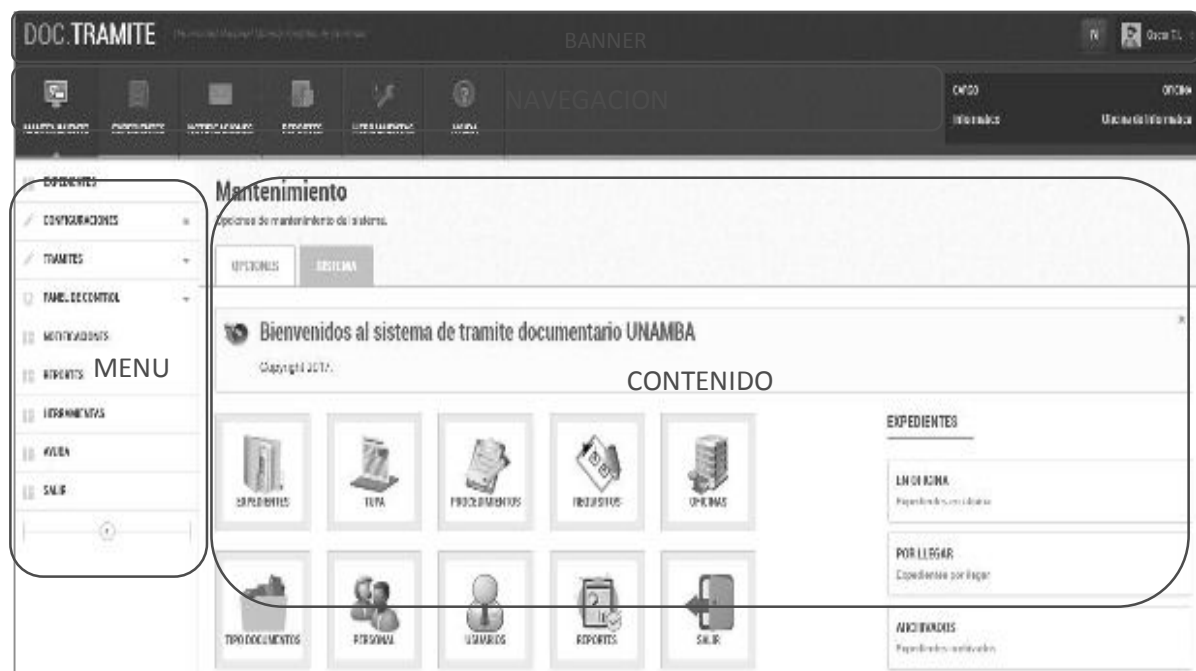 DOC.TRAMITE
BANNER
N
Oscar T.L.
NAVEGACION
MANTENIMIENTO EXPEDIENTES NOTIFICACIONES REPORTES HERRAMIENTAS AYUDA
CARGO OFICINA
Informatico Oficina de Informatica
EXPEDIENTES
CONFIGURACIONES
TRAMITES
PANEL DE CONTROL
NOTIFICACIONES
REPORTES
MENU
HERRAMIENTAS
AYUDA
SALIR
Mantenimiento
Opciones de mantenimiento del sistema.
OPCIONES SISTEMA
Bienvenidos al sistema de tramite documentario UNAMBA
Copyright 2017.
CONTENIDO
EXPEDIENTES TUPA PROCEDIMIENTOS REQUISITOS OFICINAS
TIPO DOCUMENTOS PERSONAL USUARIOS REPORTES SALIR
EXPEDIENTES
EN OFICINA
Expedientes en oficina
POR LLEGAR
Expedientes por llegar
ARCHIVADOS
Expedientes archivados